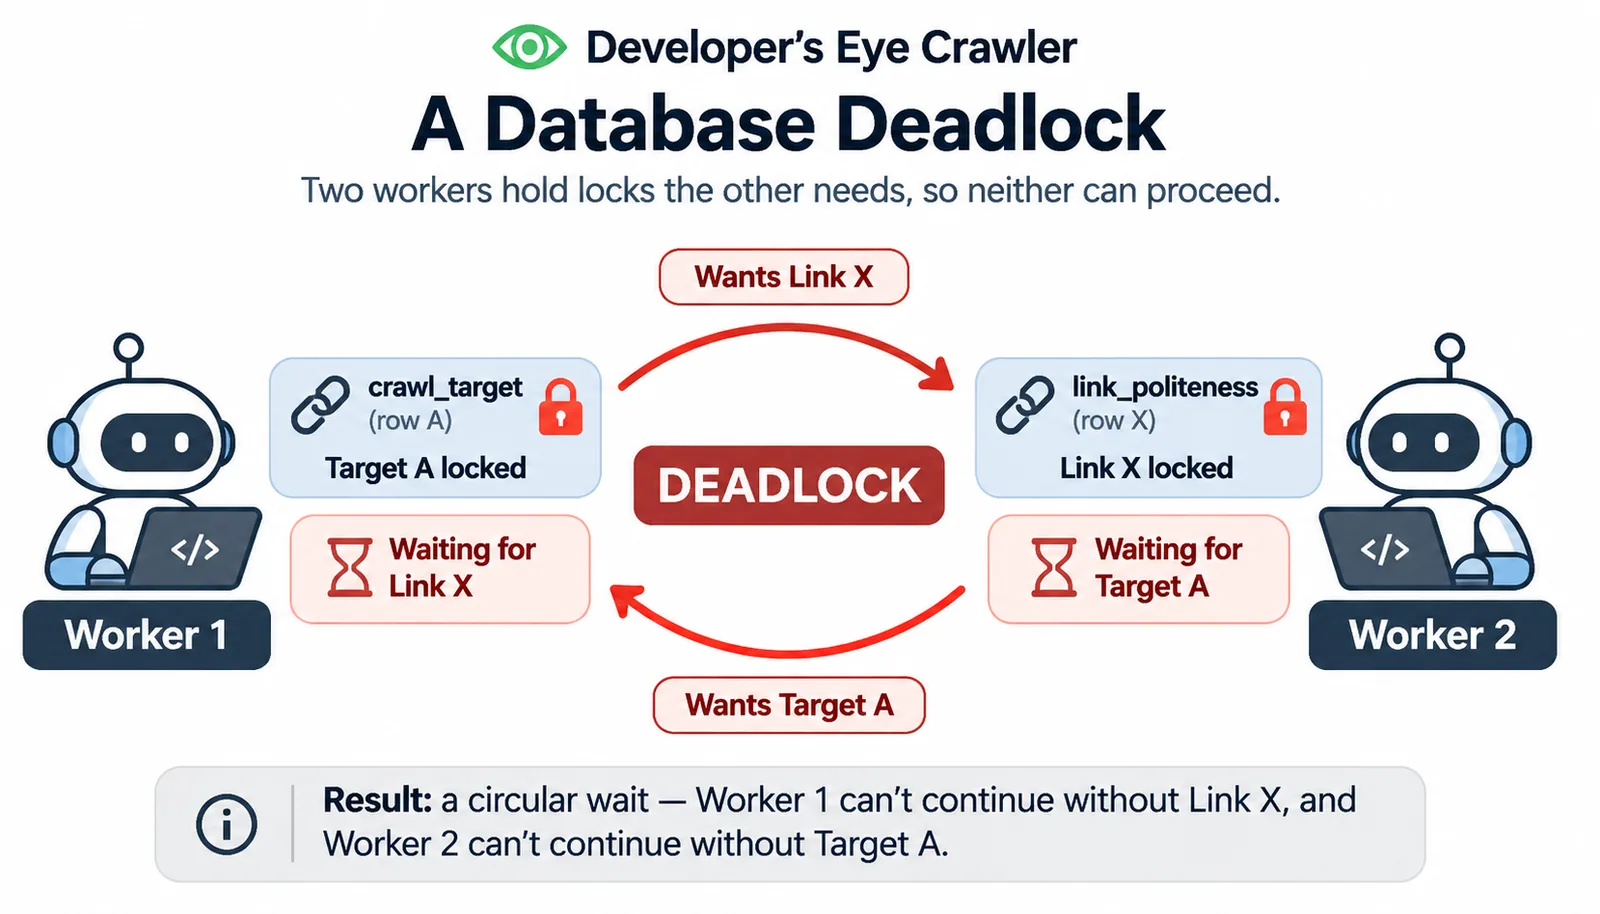 Developer's Eye Crawler
A Database Deadlock
Two workers hold locks the other needs, so neither can proceed.
Wants Link X
crawl_target
(row A)
Target A locked
link_politeness
(row X)
Link X locked
DEADLOCK
Waiting for
Link X
Waiting for
Target A
</>
</>
Worker 1
Worker 2
Wants Target A
Result: a circular wait — Worker 1 can't continue without Link X, and
Worker 2 can't continue without Target A.